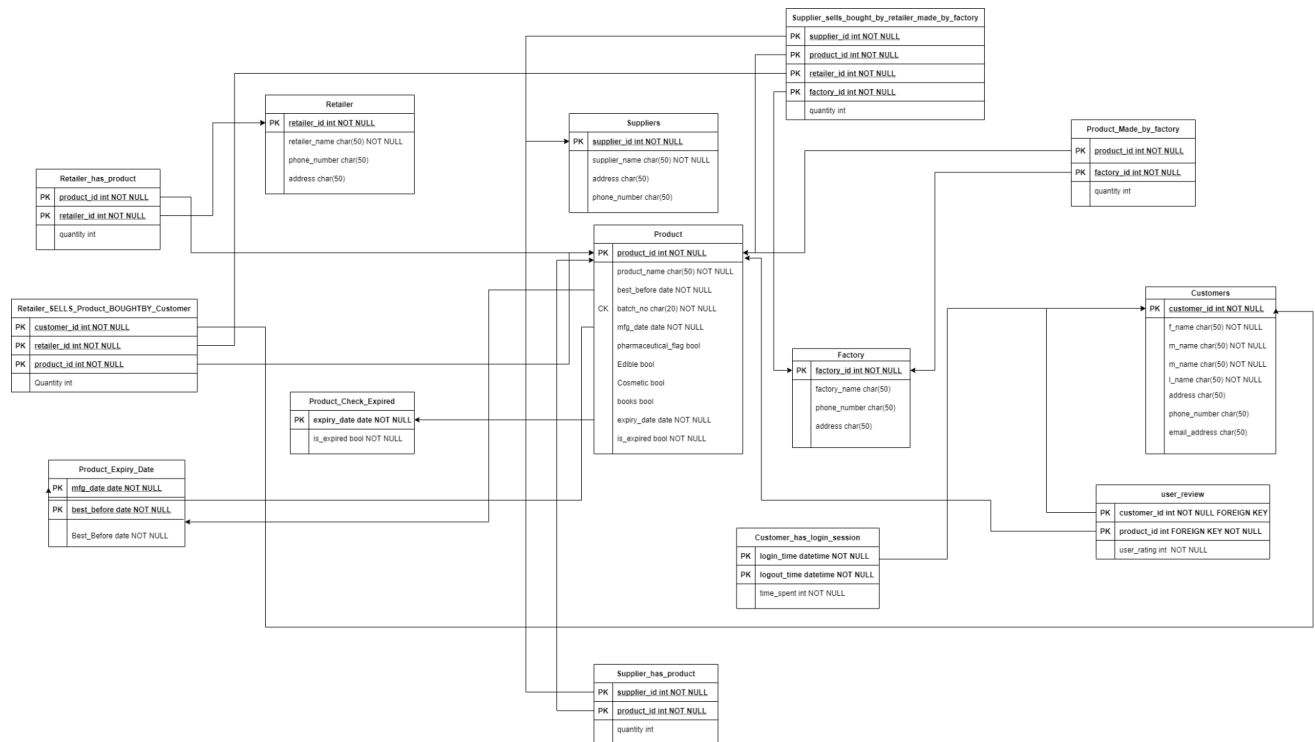 Supplier_sells_bought_by_retailer_made_by_factory
PK supplier_id int NOT NULL
PK product_id int NOT NULL
PK retailer_id int NOT NULL
PK factory_id int NOT NULL
quantity int
Retailer
PK retailer_id int NOT NULL
retailer_name char(50) NOT NULL
phone_number char(50)
address char(50)
Suppliers
PK supplier_id int NOT NULL
supplier_name char(50) NOT NULL
address char(50)
phone_number char(50)
Product_Made_by_factory
PK product_id int NOT NULL
PK factory_id int NOT NULL
quantity int
Retailer_has_product
PK product_id int NOT NULL
PK retailer_id int NOT NULL
quantity int
Product
PK product_id int NOT NULL
product_name char(50) NOT NULL
best_before date NOT NULL
CK batch_no char(20) NOT NULL
mfg_date date NOT NULL
pharmaceutical_flag bool
Edible bool
Cosmetic bool
books bool
expiry_date date NOT NULL
is_expired bool NOT NULL
Retailer_SELLS_Product_BOUGHTBY_Customer
PK customer_id int NOT NULL
PK retailer_id int NOT NULL
PK product_id int NOT NULL
Quantity int
Customers
PK customer_id int NOT NULL
f_name char(50) NOT NULL
m_name char(50) NOT NULL
m_name char(50) NOT NULL
l_name char(50) NOT NULL
address char(50)
phone_number char(50)
email_address char(50)
Factory
PK factory_id int NOT NULL
factory_name char(50)
phone_number char(50)
address char(50)
Product_Check_Expired
PK expiry_date date NOT NULL
is_expired bool NOT NULL
Product_Expiry_Date
PK mfg_date date NOT NULL
PK best_before date NOT NULL
Best_Before date NOT NULL
user_review
PK customer_id int NOT NULL FOREIGN KEY
PK product_id int FOREIGN KEY NOT NULL
user_rating int NOT NULL
Customer_has_login_session
PK login_time datetime NOT NULL
PK logout_time datetime NOT NULL
time_spent int NOT NULL
Supplier_has_product
PK supplier_id int NOT NULL
PK product_id int NOT NULL
quantity int